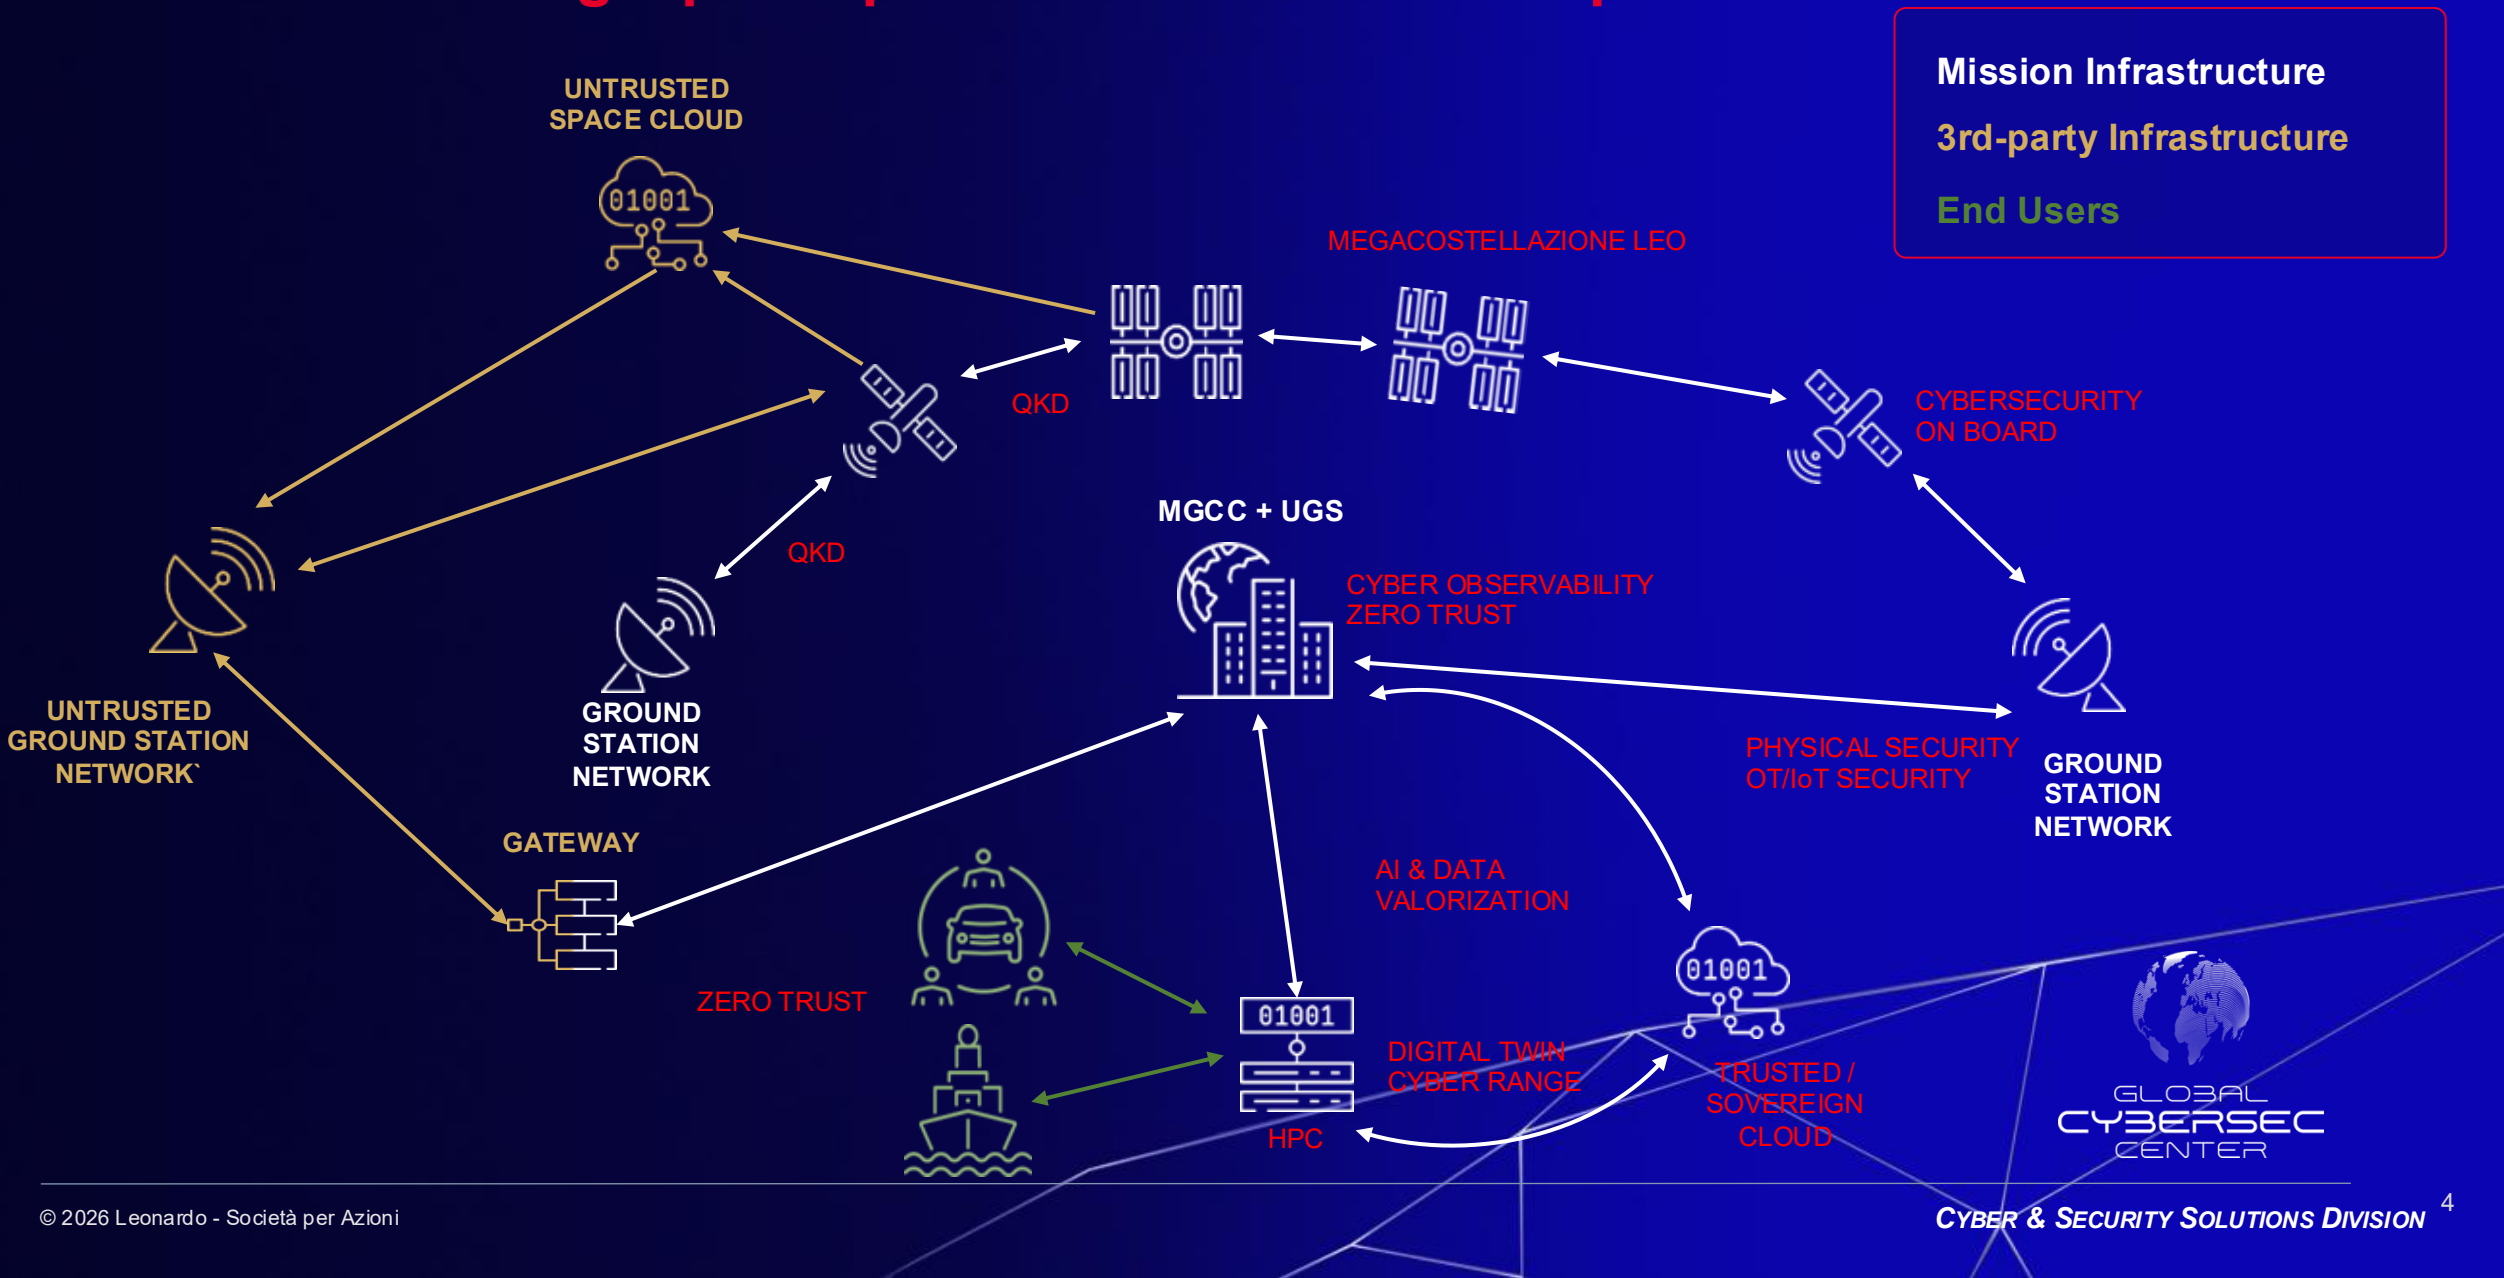 Mission Infrastructure
3rd-party Infrastructure
End Users
UNTRUSTED
SPACE CLOUD
01001
MEGACOSTELLAZIONE LEO
QKD
CYBERSECURITY
ON BOARD
MGCC + UGS
QKD
CYBER OBSERVABILITY
ZERO TRUST
UNTRUSTED
GROUND STATION
NETWORK`
GROUND
STATION
NETWORK
PHYSICAL SECURITY
OT/IoT SECURITY
GROUND
STATION
NETWORK
GATEWAY
AI & DATA
VALORIZATION
ZERO TRUST
01001
01001
DIGITAL TWIN
CYBER RANGE
HPC
TRUSTED /
SOVEREIGN
CLOUD
GLOBAL
CYBERSEC
CENTER
© 2026 Leonardo - Società per Azioni
CYBER & SECURITY SOLUTIONS DIVISION
4